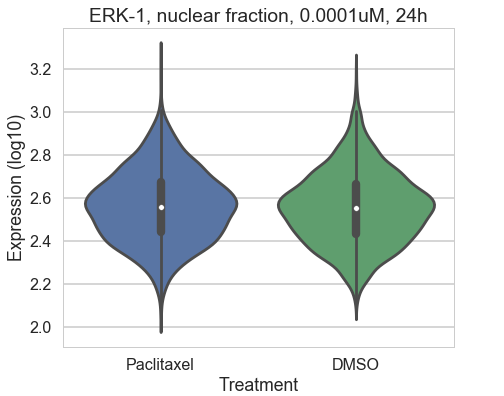 ERK-1, nuclear fraction, 0.0001uM, 24h
Expression (log10)
3.2
3.0
2.8
2.6
2.4
2.2
2.0
Paclitaxel
DMSO
Treatment